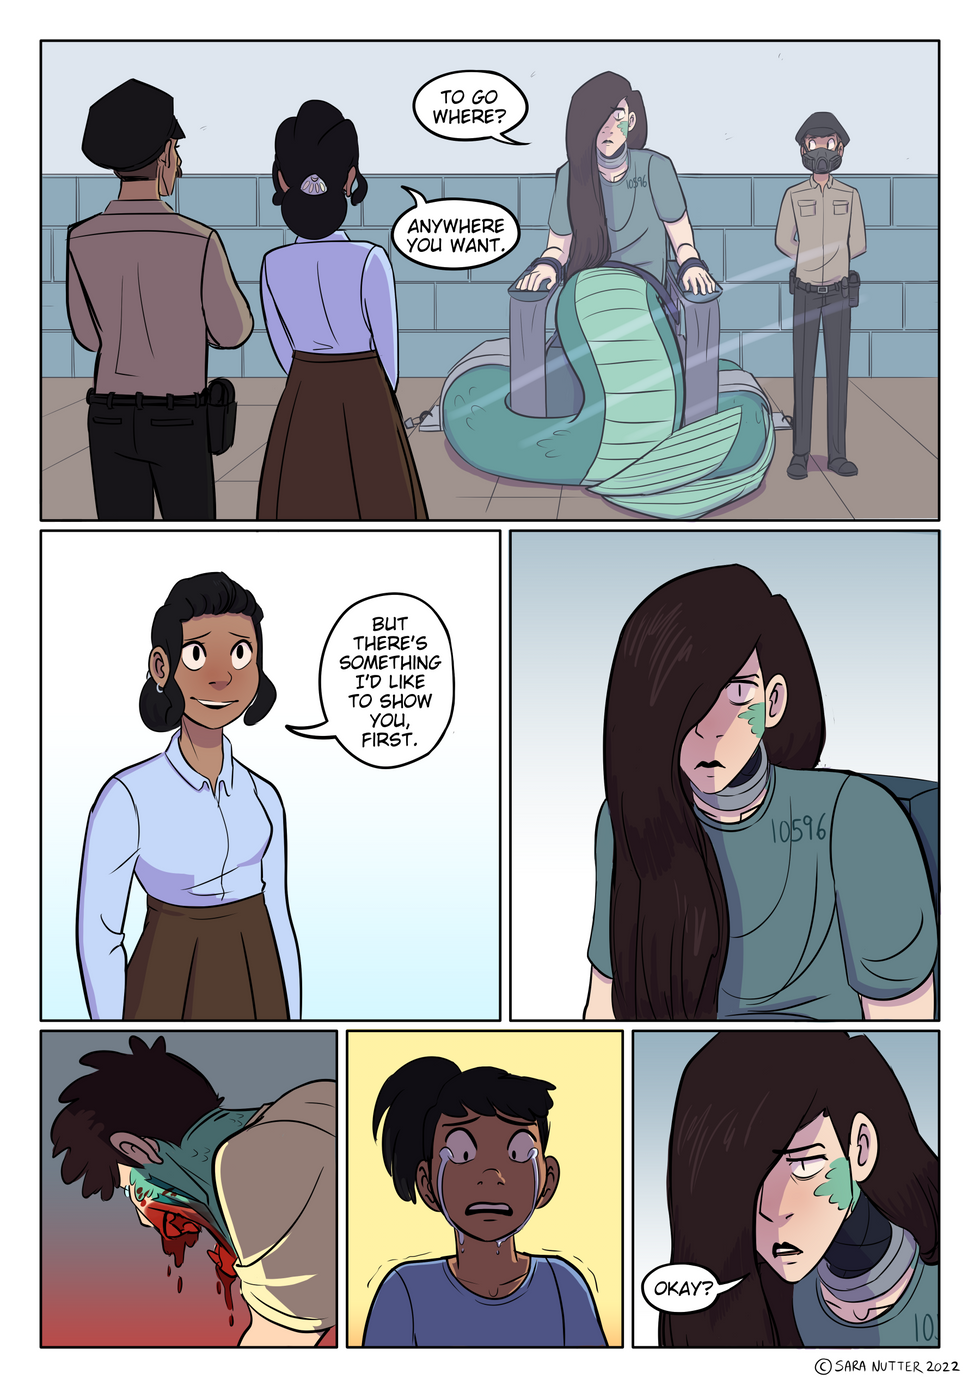 TO GO
WHERE?
10596
ANYWHERE
YOU WANT.
BUT
THERE'S
SOMETHING
I'D LIKE
TO SHOW
YOU,
FIRST.
10596
OKAY?
10
© SARA NUTTER 2022